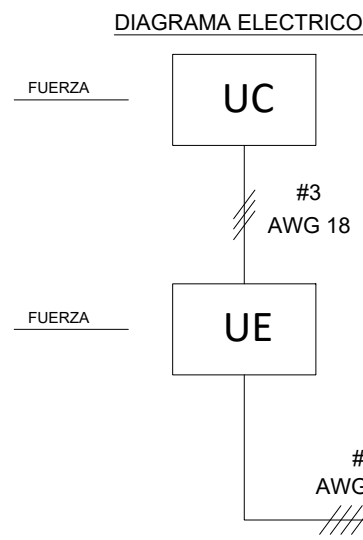 DIAGRAMA ELECTRICO
FUERZA
UC
#3
AWG 18
FUERZA
UE
#
AWG